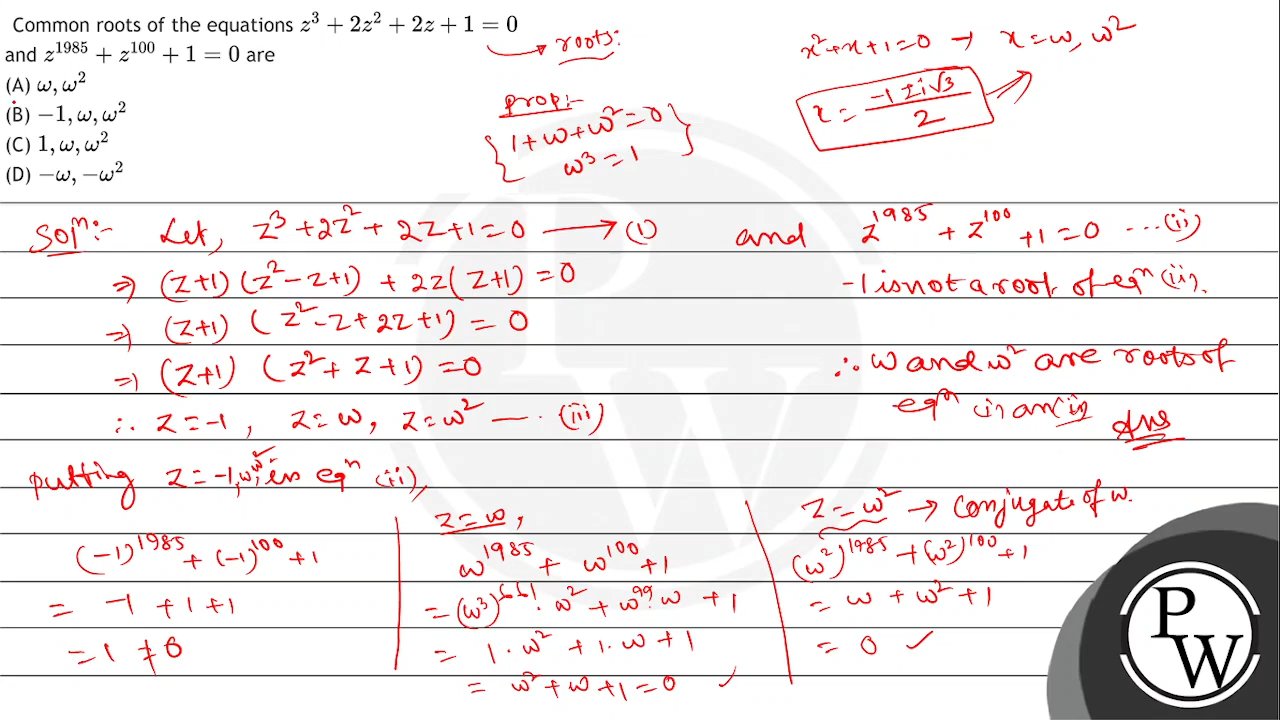 Common roots of the equations z³ + 2z² + 2z + 1 = 0
and z¹⁹⁸⁵ + z¹⁰⁰ + 1 = 0 are
(A) ω, ω²
(B) −1, ω, ω²
(C) 1, ω, ω²
(D) −ω, −ω²
→ roots:
prop:-
{1+ω+ω²=0
ω³=1}
x²+x+1=0 → x=ω, ω²
x = (-1 ± i√3)/2
Solⁿ:- Let, z³+2z²+2z+1=0 → (1)
⇒ (z+1)(z²-z+1) + 2z(z+1) = 0
⇒ (z+1) (z²-z+2z+1) = 0
⇒ (z+1) (z²+z+1) = 0
∴ z=-1, z=ω, z=ω² —·· (iii)
and z¹⁹⁸⁵ + z¹⁰⁰ + 1 = 0 ---(ii)
-1 is not a root of eqⁿ (ii).
∴ ω and ω² are roots of
eqⁿ (i) an (ii)
Ans
putting z=-1, ω, ω² in eqⁿ (ii),
(-1)¹⁹⁸⁵ + (-1)¹⁰⁰ + 1
= -1 + 1 + 1
= 1 ≠ 0
z=ω,
ω¹⁹⁸⁵ + ω¹⁰⁰ + 1
= (ω³)⁶⁶¹·ω² + ω⁹⁹·ω + 1
= 1·ω² + 1·ω + 1
= ω² + ω + 1 = 0 ✓
z=ω² → conjugate of ω.
(ω²)¹⁹⁸⁵ + (ω²)¹⁰⁰ + 1
= ω + ω² + 1
= 0 ✓
P
W